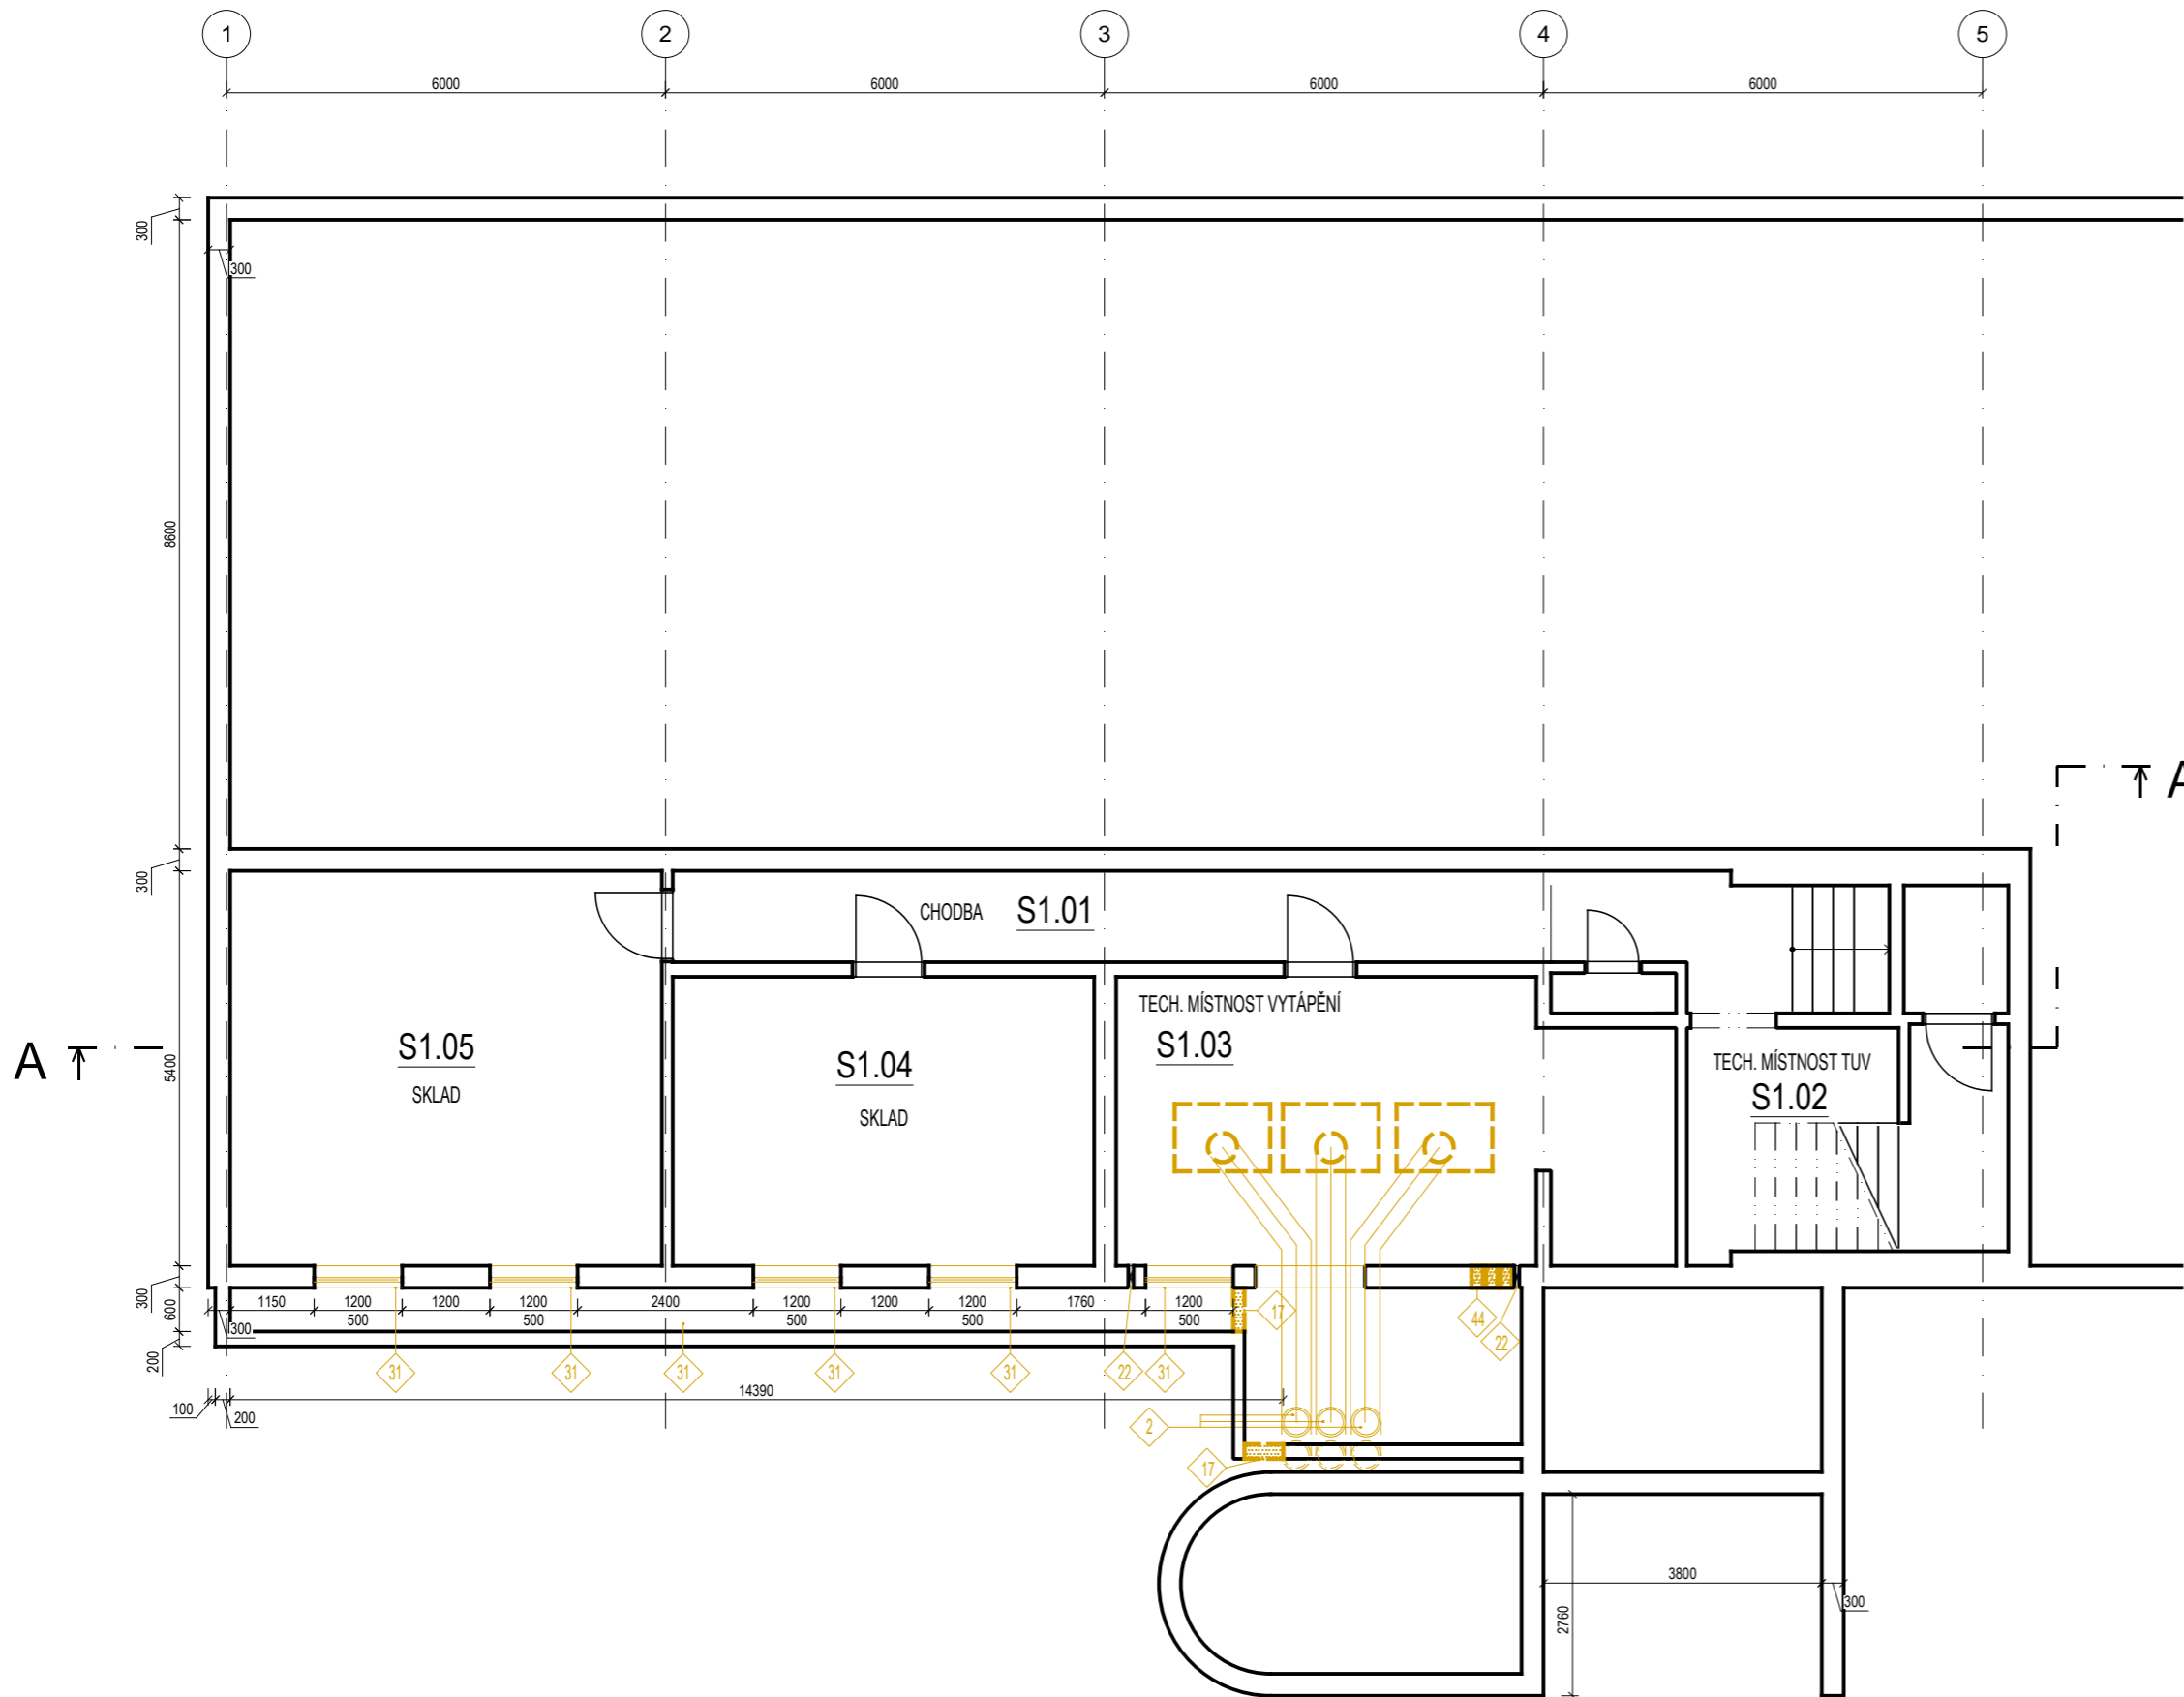 1 2 3 4 5
6000 6000 6000 6000
300
300
8600
A
300
CHODBA S1.01
TECH. MÍSTNOST VYTÁPĚNÍ
S1.03
S1.05
SKLAD
S1.04
SKLAD
TECH. MÍSTNOST TUV
S1.02
A
5400
300
600
200
1150 1200 1200 1200 2400 1200 1200 1200 1760 1200
500 500 500 500 500
300
17
44
22
31 31 31 31 31 22 31
14390
100
200
2
17
3800
300
2760